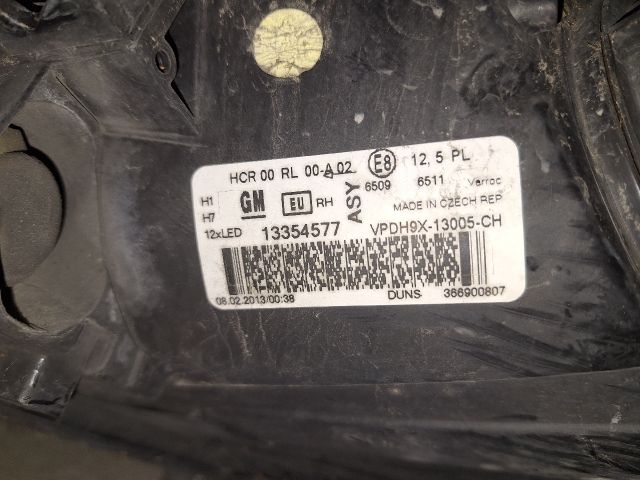 HCR 00 RL 00-A 02 E8 12, 5 PL
H1 GM EU RH ASY 6509 6511 Varroc
H7 MADE IN CZECH REP
12xLED 13354577 VPDH9X-13005-CH
08.02.2013/00:38 DUNS 366900807